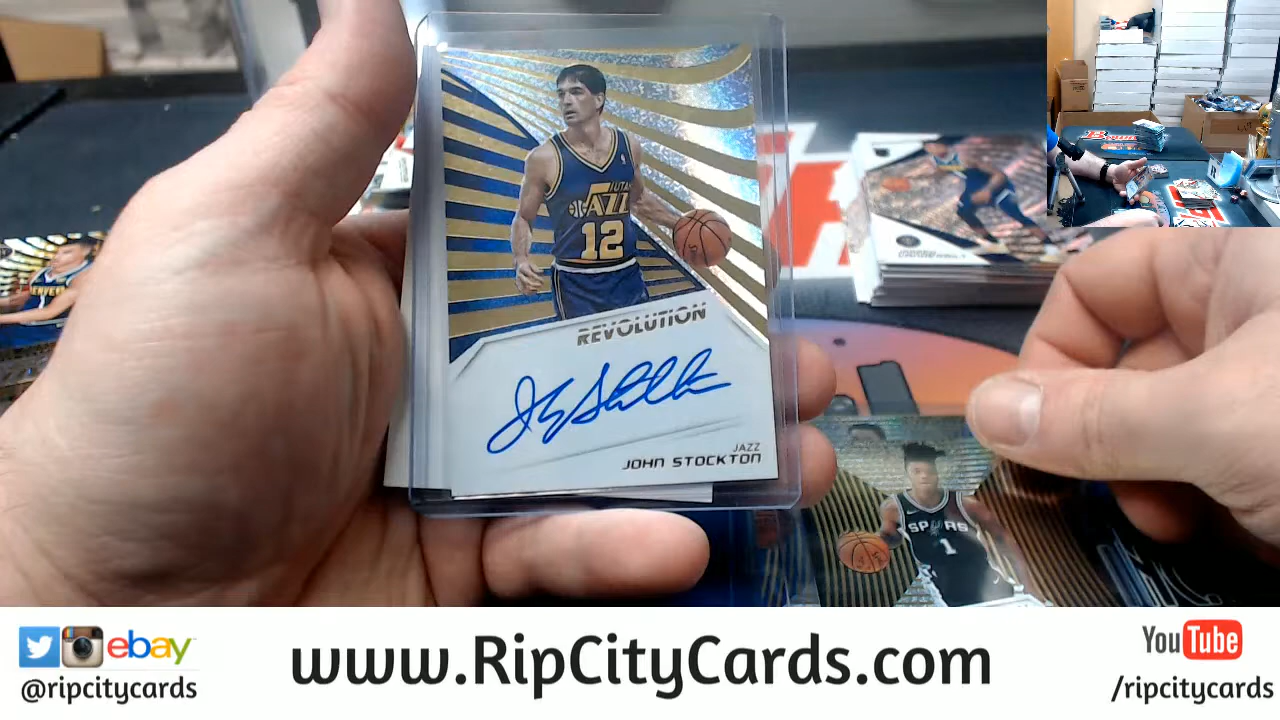 UTAH
JAZZ
12
REVOLUTION
JAZZ
JOHN STOCKTON
SPURS
1
ebay
@ripcitycards
www.RipCityCards.com
YouTube
/ripcitycards